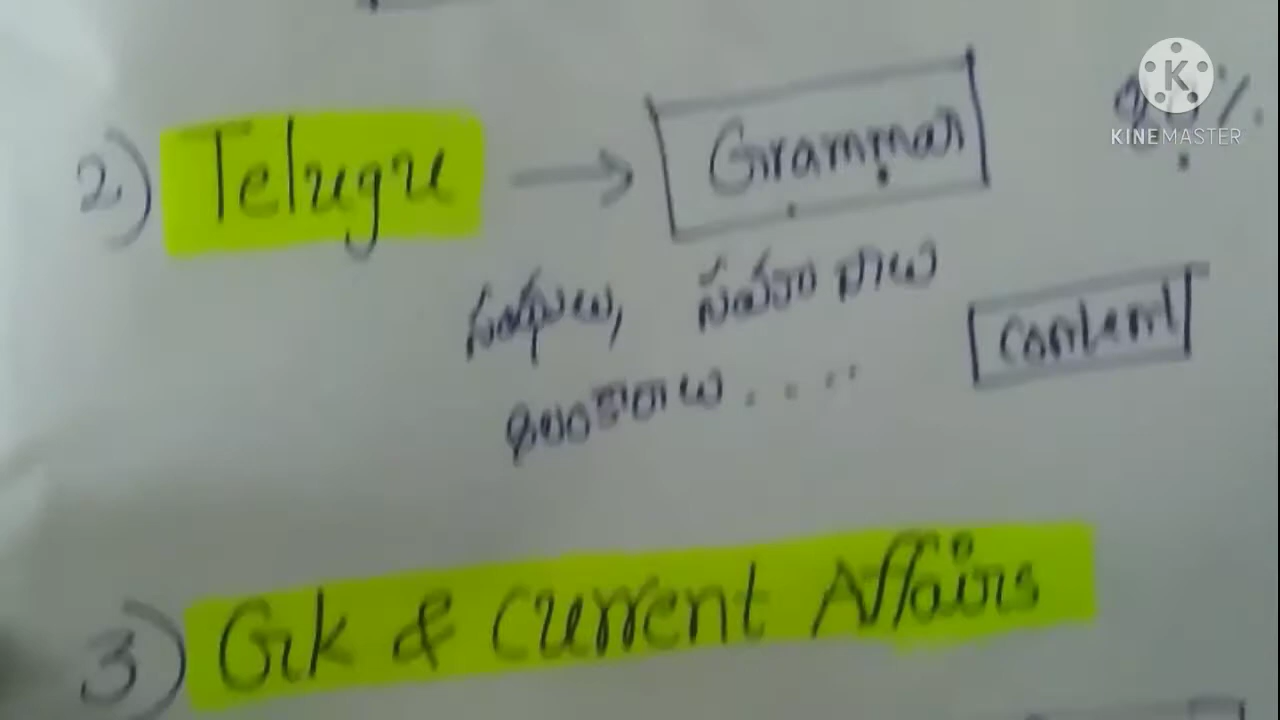 2) Telugu → Grammar
సంధులు, సమాసాలు
అలంకారాలు....
Content
3) Gk & Current Affairs
KINEMASTER